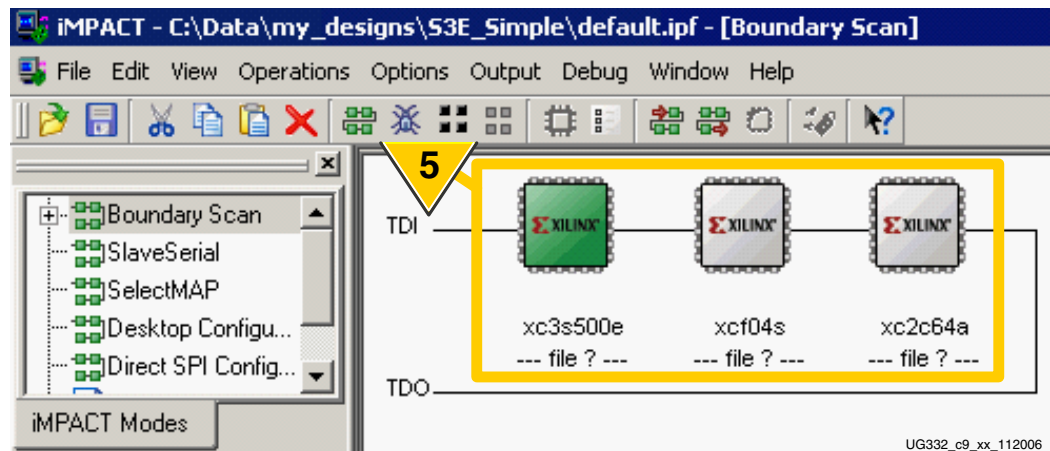 iMPACT - C:\Data\my_designs\S3E_Simple\default.ipf - [Boundary Scan]
File Edit View Operations Options Output Debug Window Help
5
Boundary Scan
SlaveSerial
SelectMAP
Desktop Configu...
Direct SPI Config...
iMPACT Modes
TDI
XILINX XILINX XILINX
xc3s500e xcf04s xc2c64a
--- file ? --- --- file ? --- --- file ? ---
TDO
UG332_c9_xx_112006